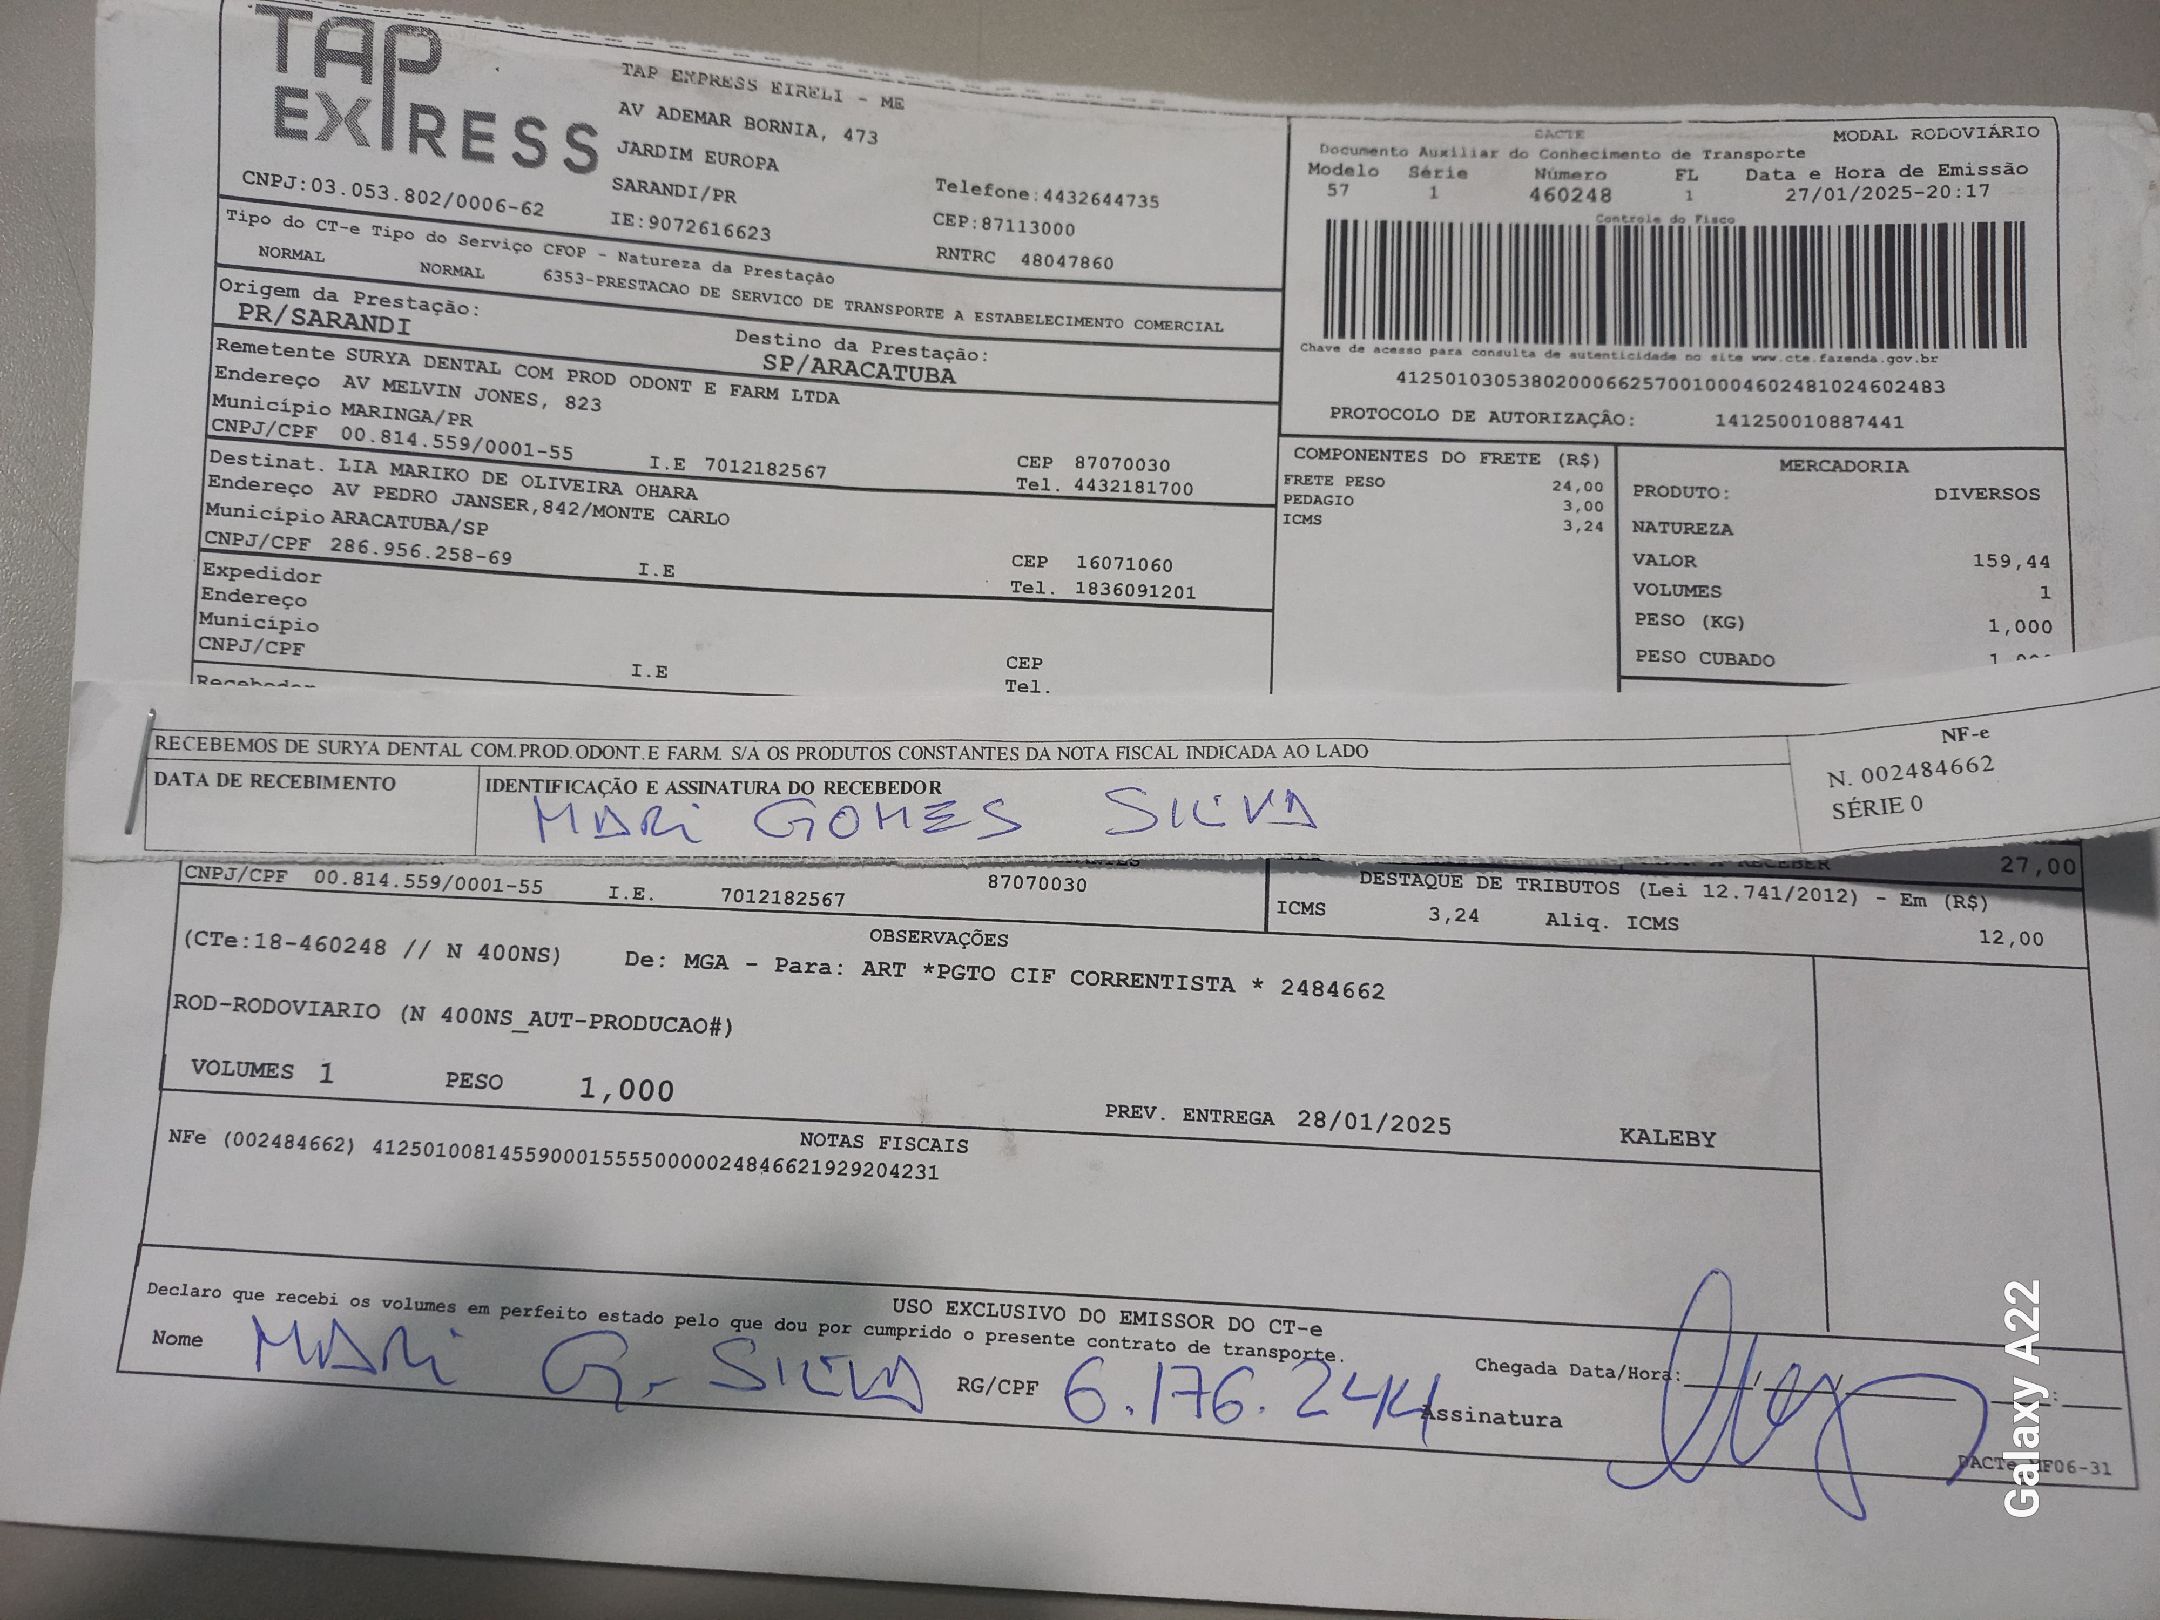 TAP EXPRESS
TAP EXPRESS EIRELI - ME
AV ADEMAR BORNIA, 473
JARDIM EUROPA
SARANDI/PR Telefone:4432644735
CNPJ:03.053.802/0006-62 IE:9072616623 CEP:87113000
RNTRC 48047860
Tipo do CT-e Tipo do Serviço CFOP - Natureza da Prestação
NORMAL NORMAL 6353-PRESTACAO DE SERVICO DE TRANSPORTE A ESTABELECIMENTO COMERCIAL
Origem da Prestação: Destino da Prestação:
PR/SARANDI SP/ARACATUBA
Remetente SURYA DENTAL COM PROD ODONT E FARM LTDA
Endereço AV MELVIN JONES, 823
Município MARINGA/PR CEP 87070030
CNPJ/CPF 00.814.559/0001-55 I.E 7012182567 Tel. 4432181700
Destinat. LIA MARIKO DE OLIVEIRA OHARA
Endereço AV PEDRO JANSER,842/MONTE CARLO
Município ARACATUBA/SP CEP 16071060
CNPJ/CPF 286.956.258-69 I.E Tel. 1836091201
Expedidor
Endereço
Município CEP
CNPJ/CPF I.E Tel.
DACTE MODAL RODOVIÁRIO
Documento Auxiliar do Conhecimento de Transporte
Modelo Série Número FL Data e Hora de Emissão
57 1 460248 1 27/01/2025-20:17
Controle do Fisco
Chave de acesso para consulta de autenticidade no site www.cte.fazenda.gov.br
41250103053802000662570010004602481024602483
PROTOCOLO DE AUTORIZAÇÃO: 141250010887441
COMPONENTES DO FRETE (R$)
FRETE PESO 24,00
PEDAGIO 3,00
ICMS 3,24
MERCADORIA
PRODUTO: DIVERSOS
NATUREZA
VALOR 159,44
VOLUMES 1
PESO (KG) 1,000
PESO CUBADO
RECEBEMOS DE SURYA DENTAL COM.PROD.ODONT.E FARM. S/A OS PRODUTOS CONSTANTES DA NOTA FISCAL INDICADA AO LADO
DATA DE RECEBIMENTO IDENTIFICAÇÃO E ASSINATURA DO RECEBEDOR
MARI GOMES SILVA
NF-e
N. 002484662
SÉRIE 0
A RECEBER 27,00
CNPJ/CPF 00.814.559/0001-55 I.E. 7012182567 87070030
DESTAQUE DE TRIBUTOS (Lei 12.741/2012) - Em (R$)
ICMS 3,24 Aliq. ICMS 12,00
OBSERVAÇÕES
(CTe:18-460248 // N 400NS) De: MGA - Para: ART *PGTO CIF CORRENTISTA * 2484662
ROD-RODOVIARIO (N 400NS_AUT-PRODUCAO#)
VOLUMES 1 PESO 1,000 PREV. ENTREGA 28/01/2025 KALEBY
NOTAS FISCAIS
NFe (002484662) 41250100814559000155550000024846621929204231
USO EXCLUSIVO DO EMISSOR DO CT-e
Declaro que recebi os volumes em perfeito estado pelo que dou por cumprido o presente contrato de transporte.
Nome MARI G. SILVA RG/CPF 6.176.244 Chegada Data/Hora: / / :
Assinatura
DACTe MF06-31
Galaxy A22